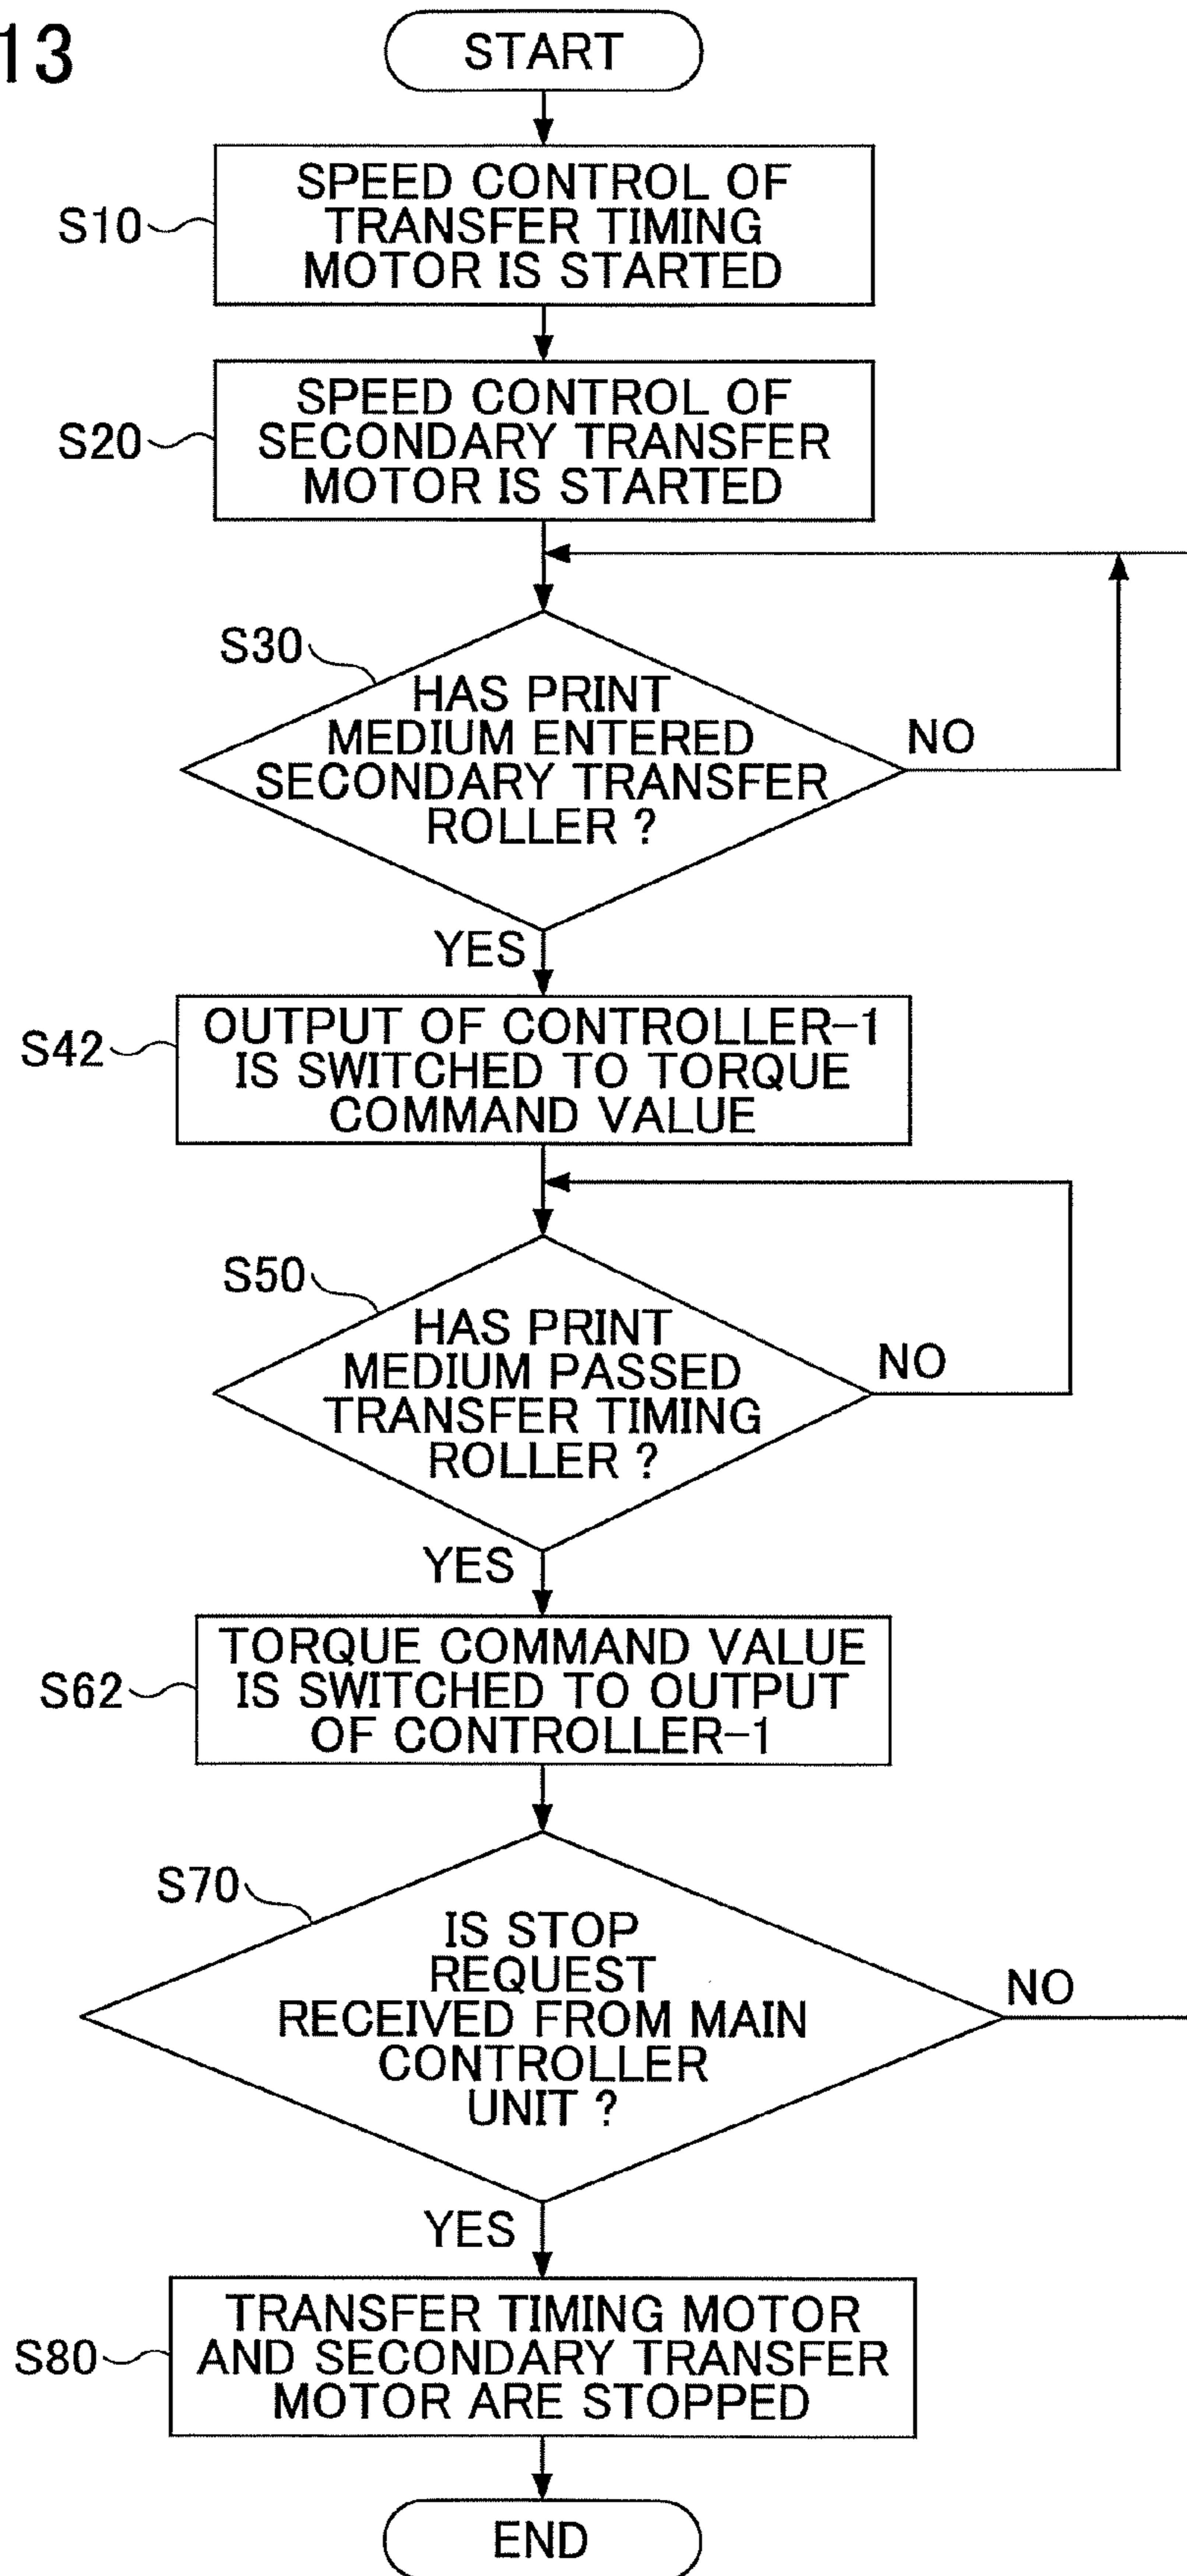 13
START
S10
SPEED CONTROL OF
TRANSFER TIMING
MOTOR IS STARTED
S20
SPEED CONTROL OF
SECONDARY TRANSFER
MOTOR IS STARTED
S30
HAS PRINT
MEDIUM ENTERED
SECONDARY TRANSFER
ROLLER ?
NO
YES
S42
OUTPUT OF CONTROLLER-1
IS SWITCHED TO TORQUE
COMMAND VALUE
S50
HAS PRINT
MEDIUM PASSED
TRANSFER TIMING
ROLLER ?
NO
YES
S62
TORQUE COMMAND VALUE
IS SWITCHED TO OUTPUT
OF CONTROLLER-1
S70
IS STOP
REQUEST
RECEIVED FROM MAIN
CONTROLLER
UNIT ?
NO
YES
S80
TRANSFER TIMING MOTOR
AND SECONDARY TRANSFER
MOTOR ARE STOPPED
END